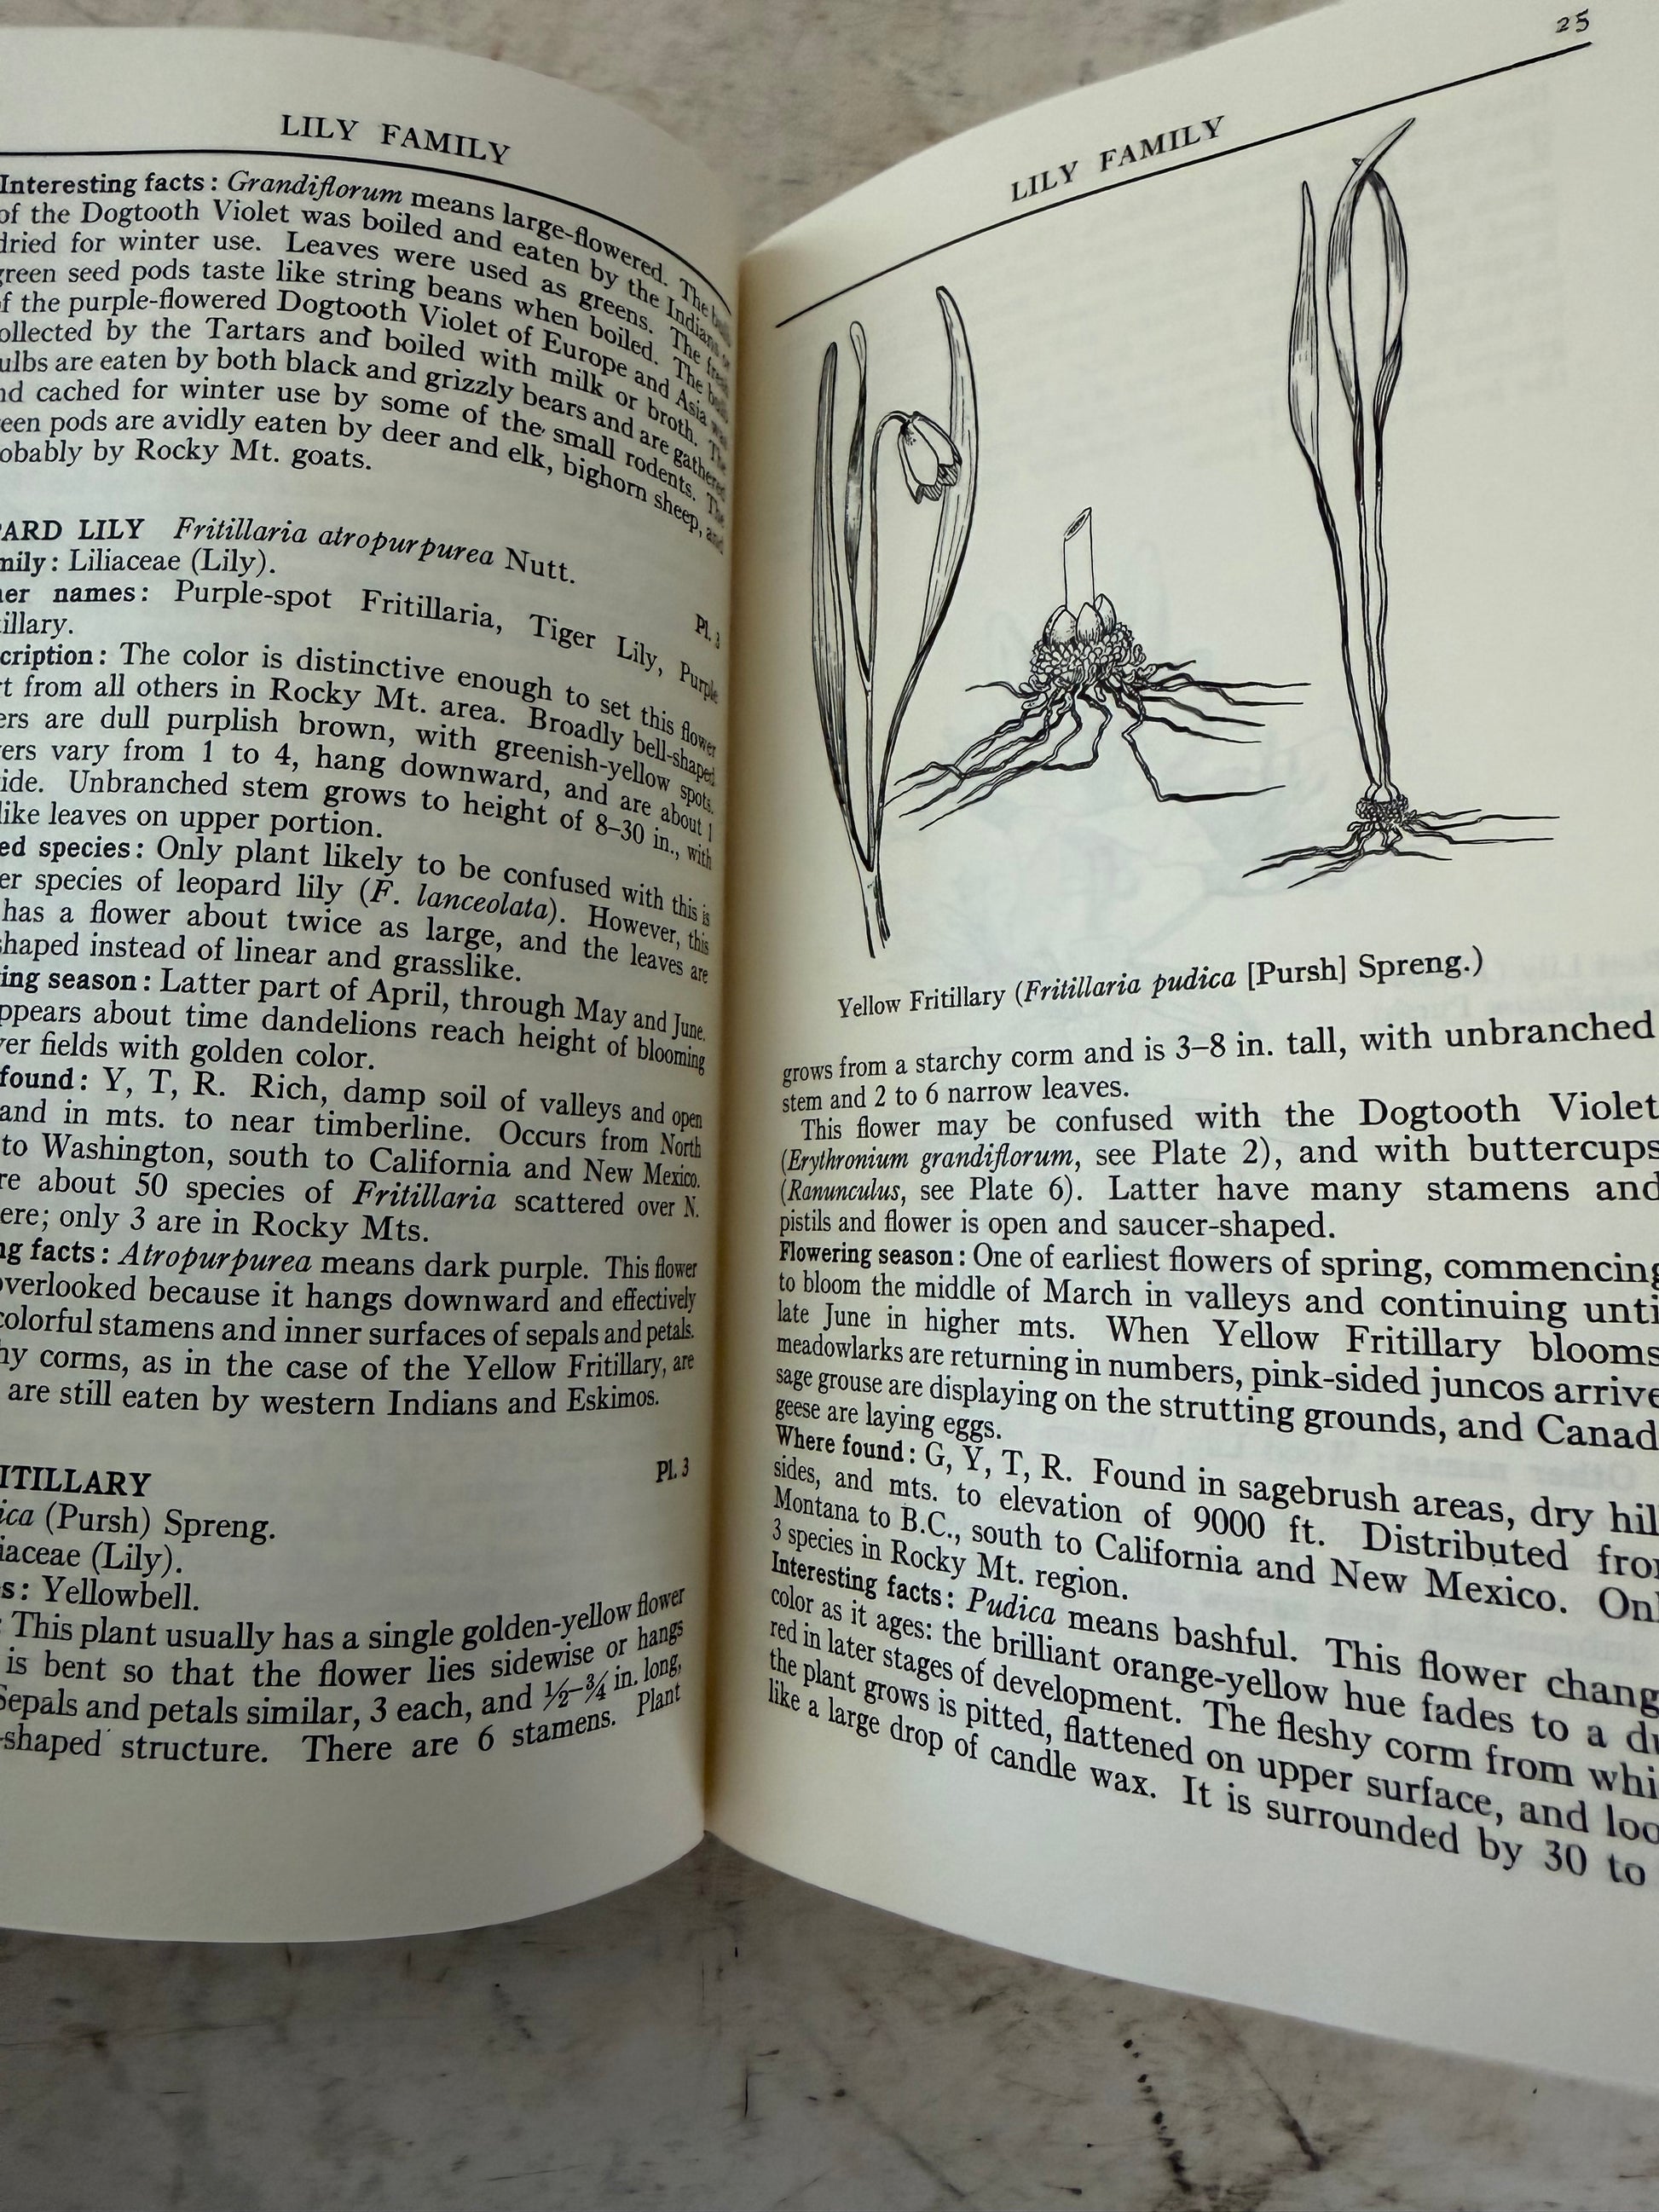 LILY FAMILY
Interesting facts: Grandiflorum means large-flowered. The bulb
of the Dogtooth Violet was boiled and eaten by the Indians or
dried for winter use. Leaves were used as greens. The fresh
green seed pods taste like string beans when boiled. The bulb
of the purple-flowered Dogtooth Violet of Europe and Asia was
collected by the Tartars and boiled with milk or broth. The
bulbs are eaten by both black and grizzly bears and are gathered
and cached for winter use by some of the small rodents. The
green pods are avidly eaten by deer and elk, bighorn sheep, and
probably by Rocky Mt. goats.
PARD LILY Fritillaria atropurpurea Nutt.
Pl. 3
mily: Liliaceae (Lily).
her names: Purple-spot Fritillaria, Tiger Lily, Purple
illary.
cription: The color is distinctive enough to set this flower
rt from all others in Rocky Mt. area. Broadly bell-shaped
ers are dull purplish brown, with greenish-yellow spots.
ers vary from 1 to 4, hang downward, and are about 1
ide. Unbranched stem grows to height of 8–30 in., with
like leaves on upper portion.
ed species: Only plant likely to be confused with this is
er species of leopard lily (F. lanceolata). However, this
has a flower about twice as large, and the leaves are
shaped instead of linear and grasslike.
ing season: Latter part of April, through May and June.
ppears about time dandelions reach height of blooming
ver fields with golden color.
found: Y, T, R. Rich, damp soil of valleys and open
and in mts. to near timberline. Occurs from North
to Washington, south to California and New Mexico.
re about 50 species of Fritillaria scattered over N.
ere; only 3 are in Rocky Mts.
ng facts: Atropurpurea means dark purple. This flower
overlooked because it hangs downward and effectively
colorful stamens and inner surfaces of sepals and petals.
hy corms, as in the case of the Yellow Fritillary, are
are still eaten by western Indians and Eskimos.
ITILLARY
Pl. 3
ica (Pursh) Spreng.
iaceae (Lily).
s: Yellowbell.
: This plant usually has a single golden-yellow flower
is bent so that the flower lies sidewise or hangs
Sepals and petals similar, 3 each, and ½–¾ in. long,
-shaped structure. There are 6 stamens. Plant
25
LILY FAMILY
Yellow Fritillary (Fritillaria pudica [Pursh] Spreng.)
grows from a starchy corm and is 3–8 in. tall, with unbranched
stem and 2 to 6 narrow leaves.
This flower may be confused with the Dogtooth Violet
(Erythronium grandiflorum, see Plate 2), and with buttercups
(Ranunculus, see Plate 6). Latter have many stamens and
pistils and flower is open and saucer-shaped.
Flowering season: One of earliest flowers of spring, commencing
to bloom the middle of March in valleys and continuing unti
late June in higher mts. When Yellow Fritillary blooms
meadowlarks are returning in numbers, pink-sided juncos arrive
sage grouse are displaying on the strutting grounds, and Canad
geese are laying eggs.
Where found: G, Y, T, R. Found in sagebrush areas, dry hil
sides, and mts. to elevation of 9000 ft. Distributed fro
Montana to B.C., south to California and New Mexico. Onl
3 species in Rocky Mt. region.
Interesting facts: Pudica means bashful. This flower chang
color as it ages: the brilliant orange-yellow hue fades to a du
red in later stages of development. The fleshy corm from whi
the plant grows is pitted, flattened on upper surface, and loo
like a large drop of candle wax. It is surrounded by 30 to